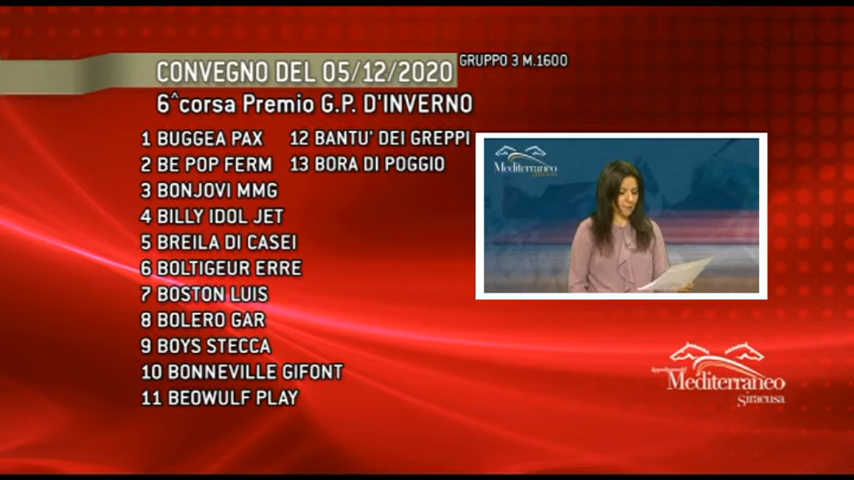 CONVEGNO DEL 05/12/2020
GRUPPO 3 M.1600
6^corsa Premio G.P. D'INVERNO
1 BUGGEA PAX
2 BE POP FERM
3 BONJOVI MMG
4 BILLY IDOL JET
5 BREILA DI CASEI
6 BOLTIGEUR ERRE
7 BOSTON LUIS
8 BOLERO GAR
9 BOYS STECCA
10 BONNEVILLE GIFONT
11 BEOWULF PLAY
12 BANTU' DEI GREPPI
13 BORA DI POGGIO
Mediterraneo
Siracusa
Mediterraneo
Siracusa